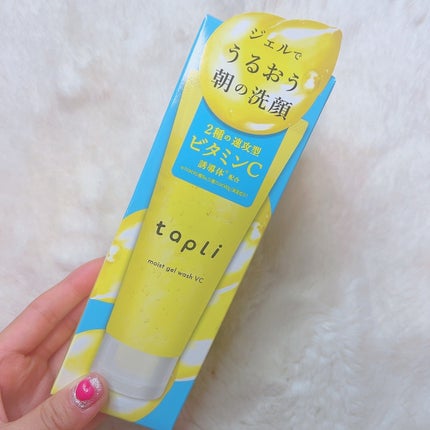 ジェルで
うるおう
朝の洗顔
2種の速攻型
ビタミンC
誘導体*配合
tapli
moist gel wash VC